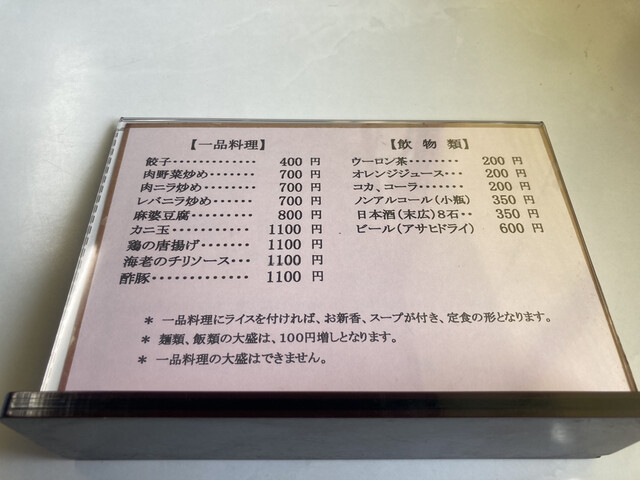 【一品料理】
餃子・・・・・・・・・・・・・ 400 円
肉野菜炒め・・・・・・・ 700 円
肉ニラ炒め・・・・・・・・ 700 円
レバニラ炒め・・・・・・ 700 円
麻婆豆腐・・・・・・・・・ 800 円
カニ玉・・・・・・・・・・・ 1100 円
鶏の唐揚げ・・・・・・・ 1100 円
海老のチリソース・・・ 1100 円
酢豚・・・・・・・・・・・・・ 1100 円
【飲 物 類】
ウーロン茶・・・・・・・・ 200 円
オレンジジュース・・・ 200 円
コカ、コーラ・・・・・・・ 200 円
ノンアルコール(小瓶) 350 円
日本酒(末広)8石・・ 350 円
ビール(アサヒドライ) 600 円
* 一品料理にライスを付ければ、お新香、スープが付き、定食の形となります。
* 麺類、飯類の大盛は、100円増しとなります。
* 一品料理の大盛はできません。